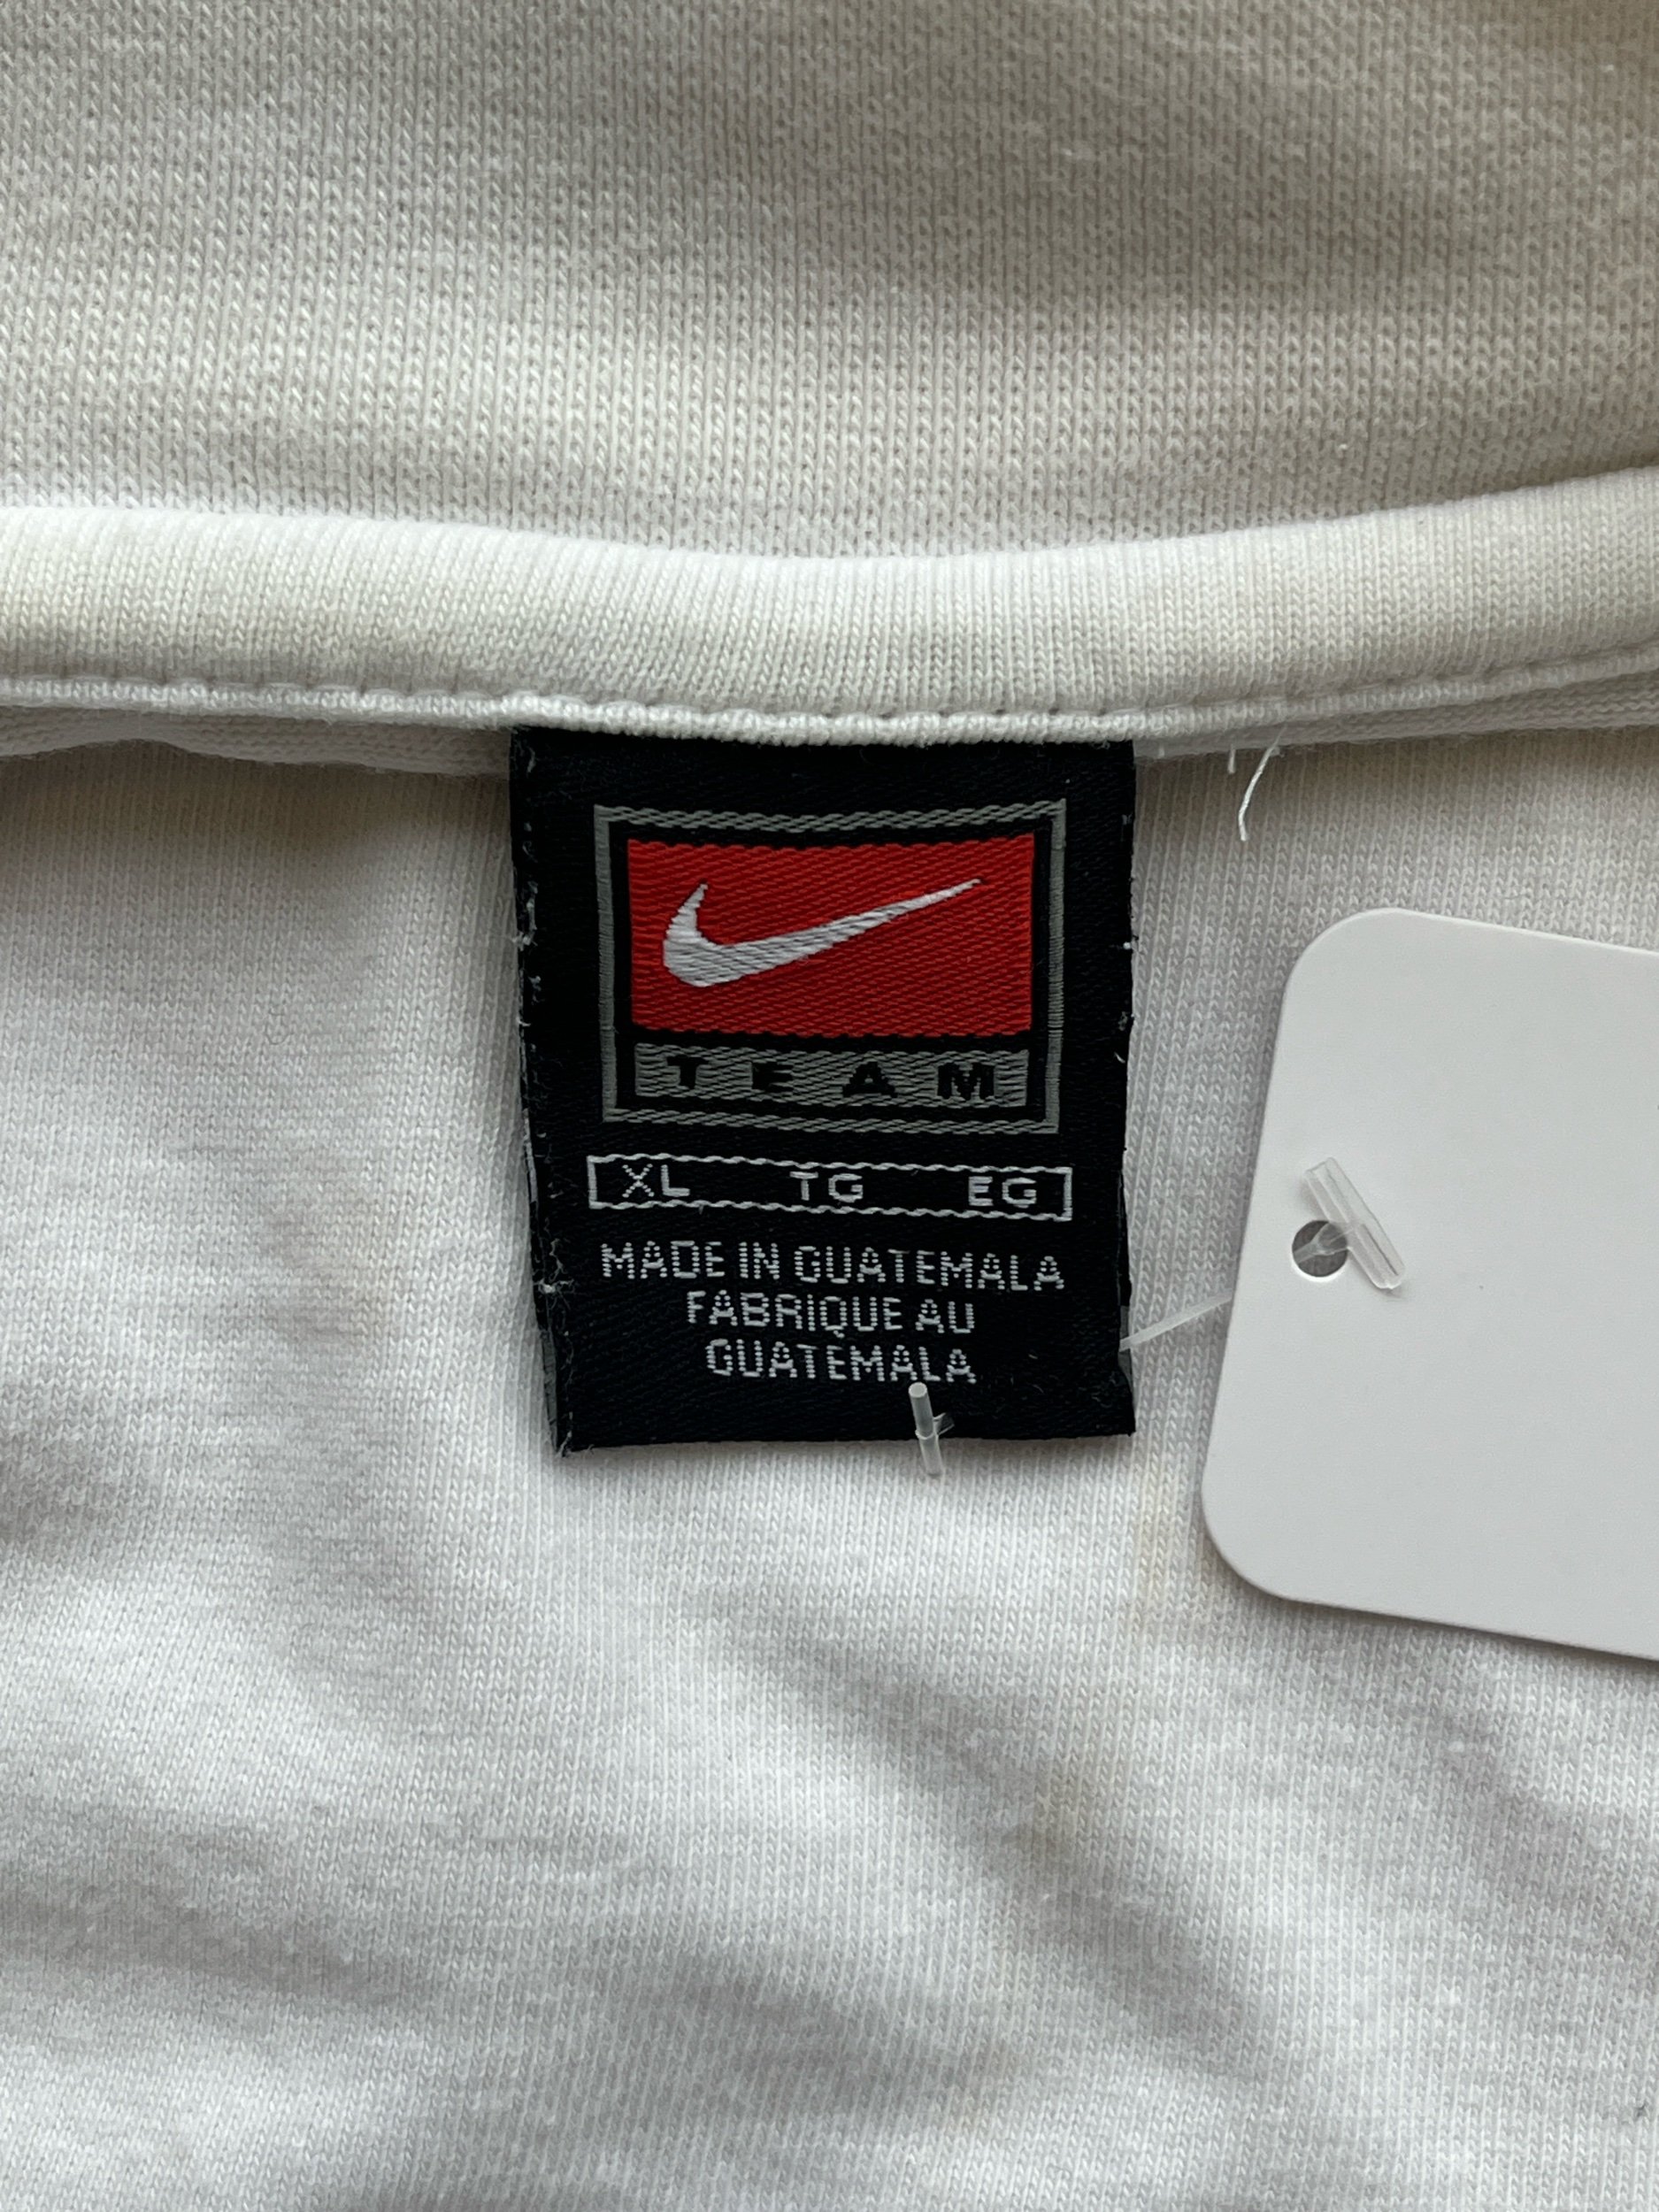 TEAM
XL TG EG
MADE IN GUATEMALA
FABRIQUE AU
GUATEMALA